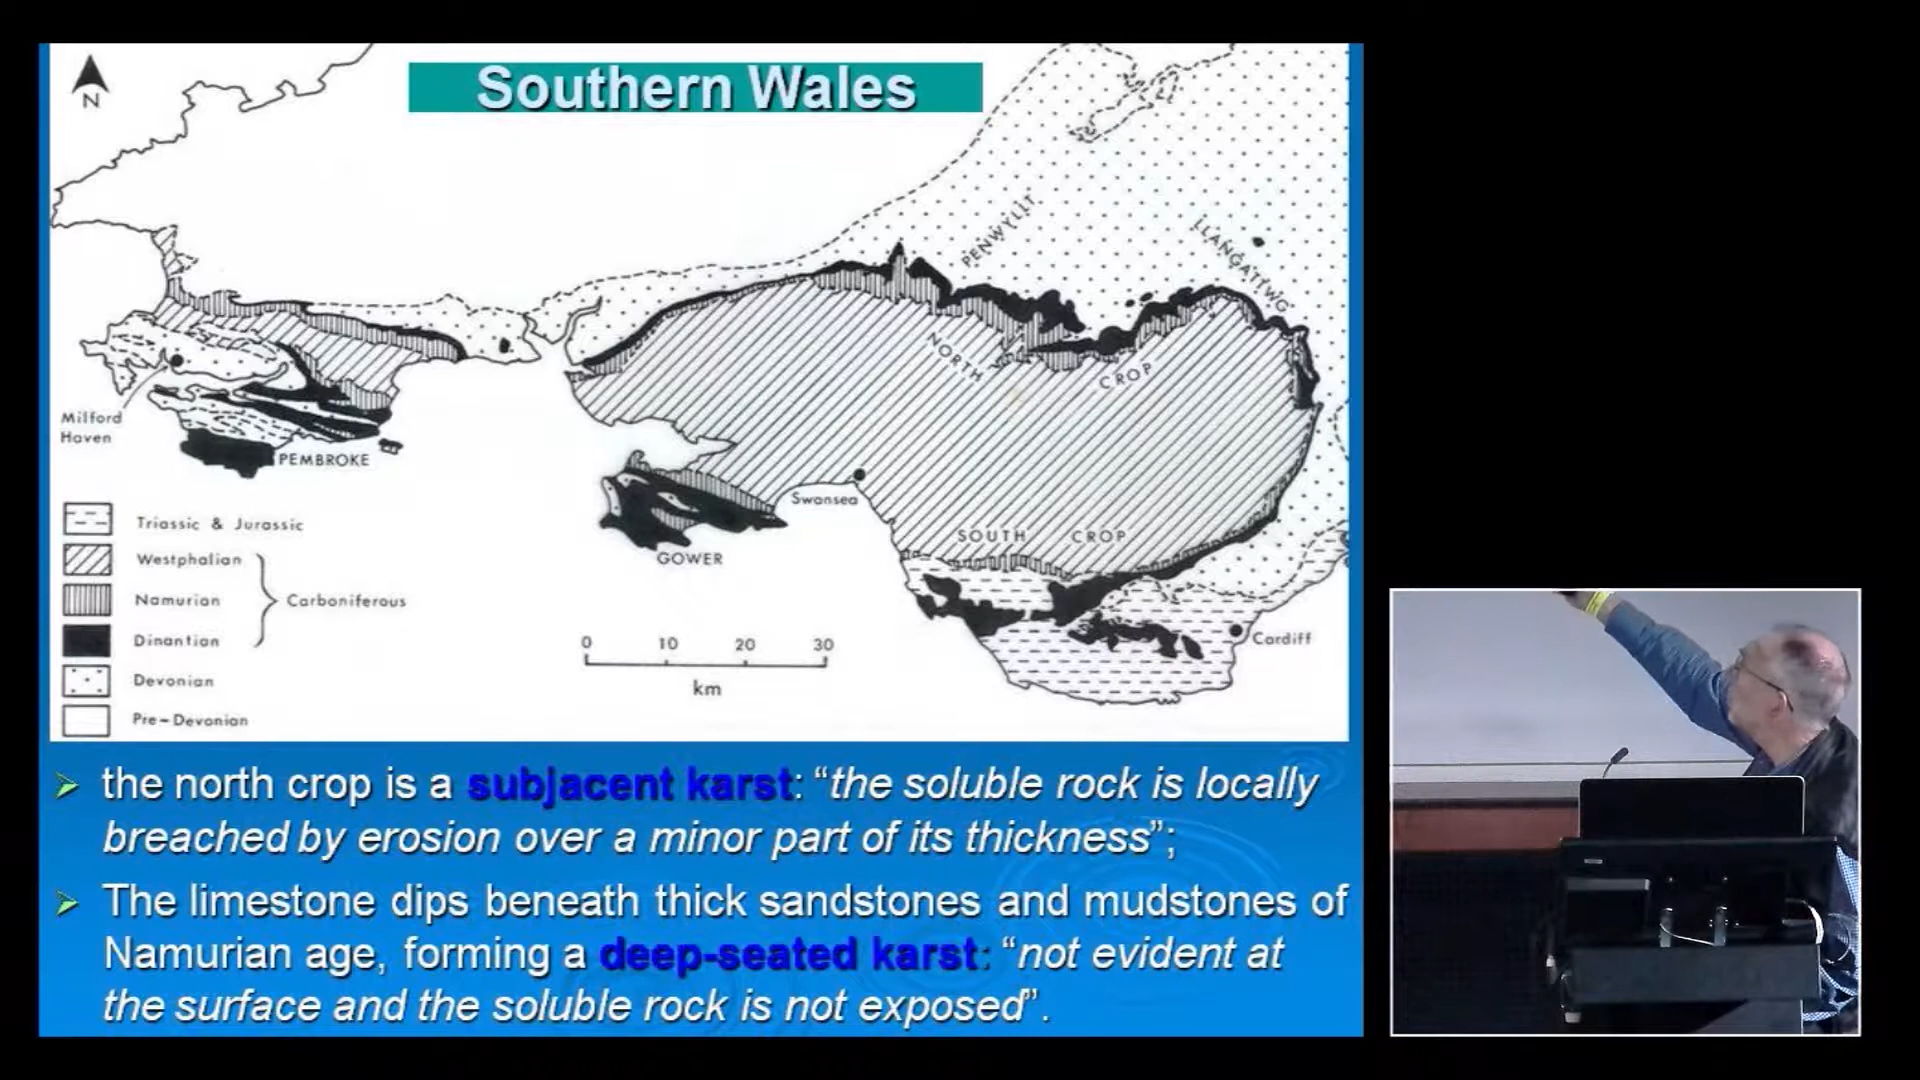 Southern Wales
N
PENWYLLT
LLANGATTWG
NORTH CROP
Milford
Haven
PEMBROKE
Swansea
GOWER
SOUTH CROP
Cardiff
Triassic & Jurassic
Westphalian
Namurian
Carboniferous
Dinantian
Devonian
Pre-Devonian
0 10 20 30
km
the north crop is a subjacent karst: “the soluble rock is locally
breached by erosion over a minor part of its thickness”;
The limestone dips beneath thick sandstones and mudstones of
Namurian age, forming a deep-seated karst: “not evident at
the surface and the soluble rock is not exposed”.